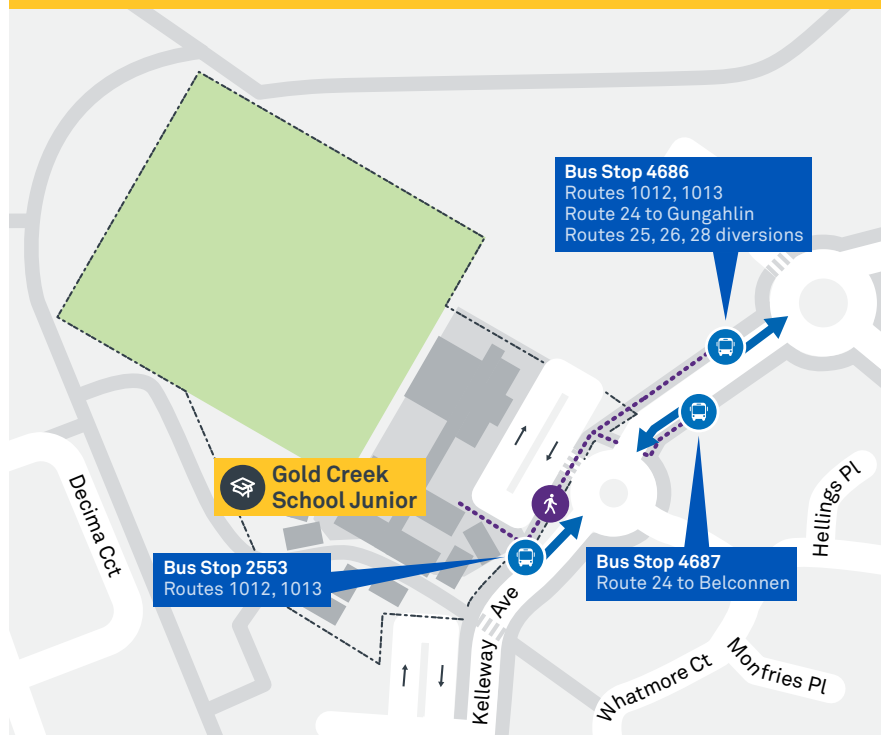 Bus Stop 4686
Routes 1012, 1013
Route 24 to Gungahlin
Routes 25, 26, 28 diversions
Gold Creek
School Junior
Decima Cct
Hellings Pl
Bus Stop 2553
Routes 1012, 1013
Bus Stop 4687
Route 24 to Belconnen
Kelleway Ave
Whatmore Ct
Monfries Pl